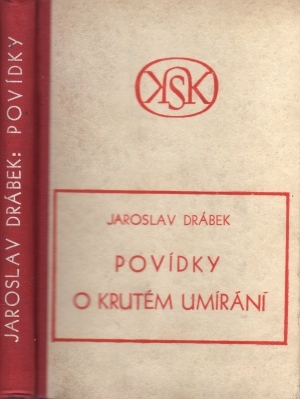 JAROSLAV DRÁBEK: POVÍDKY
KSK
JAROSLAV DRÁBEK
POVÍDKY
O KRUTÉM UMÍRÁNÍ